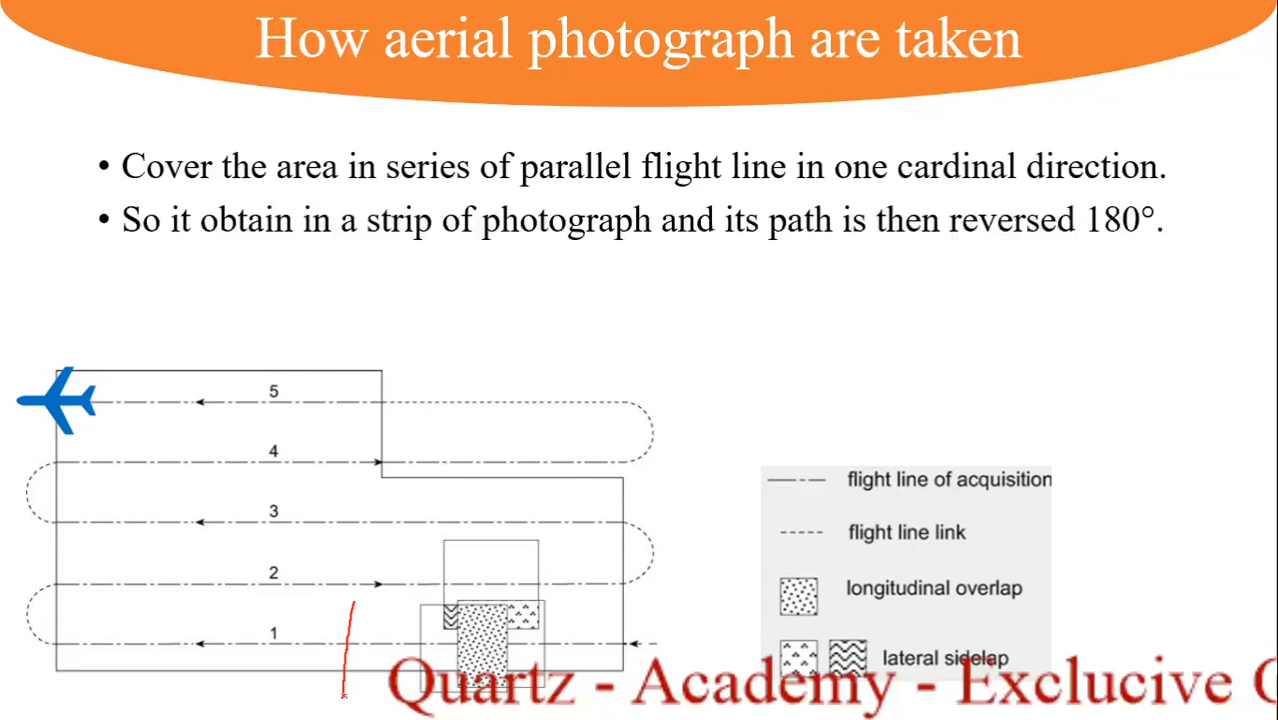 How aerial photograph are taken
• Cover the area in series of parallel flight line in one cardinal direction.
• So it obtain in a strip of photograph and its path is then reversed 180°.
5
4
3
2
1
flight line of acquisition
flight line link
longitudinal overlap
lateral sidelap
Quartz - Academy - Exclucive